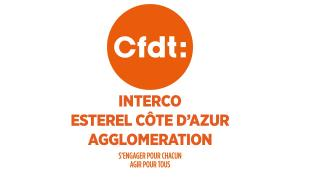 Cfdt:
INTERCO
ESTEREL CÔTE D'AZUR
AGGLOMERATION
S'ENGAGER POUR CHACUN
AGIR POUR TOUS